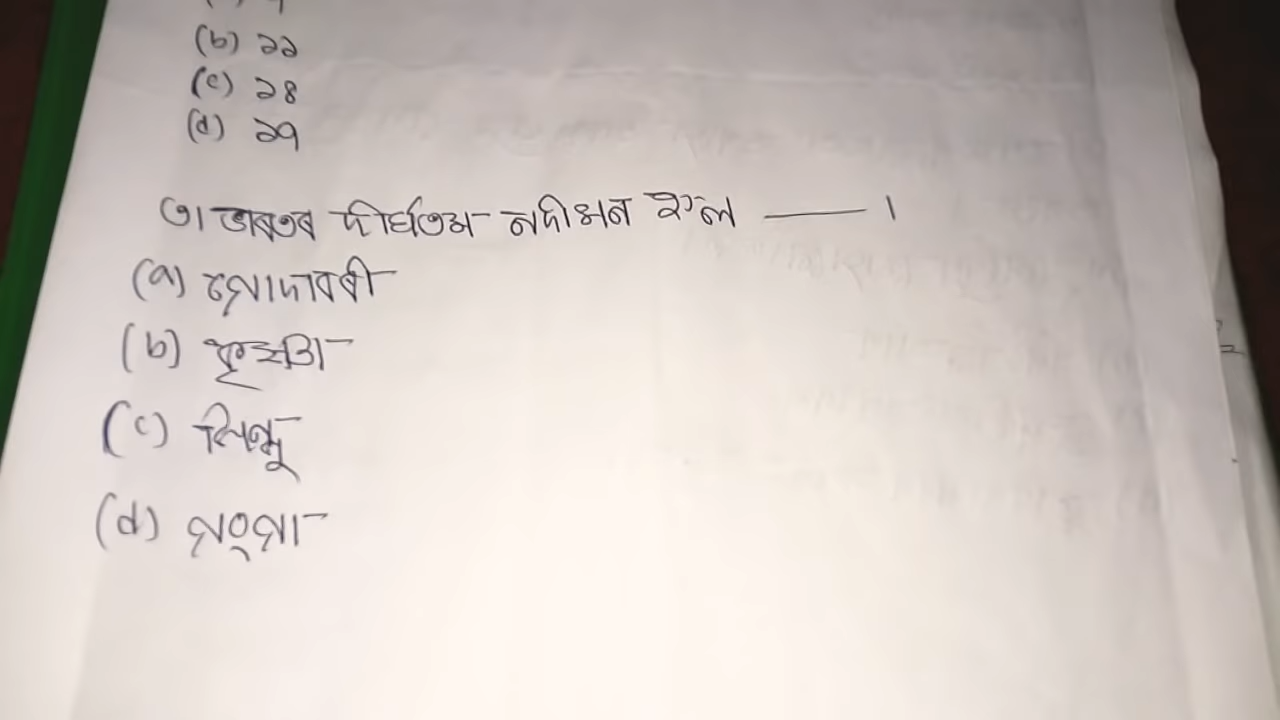 (b) ২২
(c) ২৪
(d) ২৭
৩। ভাৰতৰ দীৰ্ঘতম নদীখন হ'ল —— ।
(a) গোদাবৰী
(b) কৃষ্ণা
(c) সিন্ধু
(d) গংগা